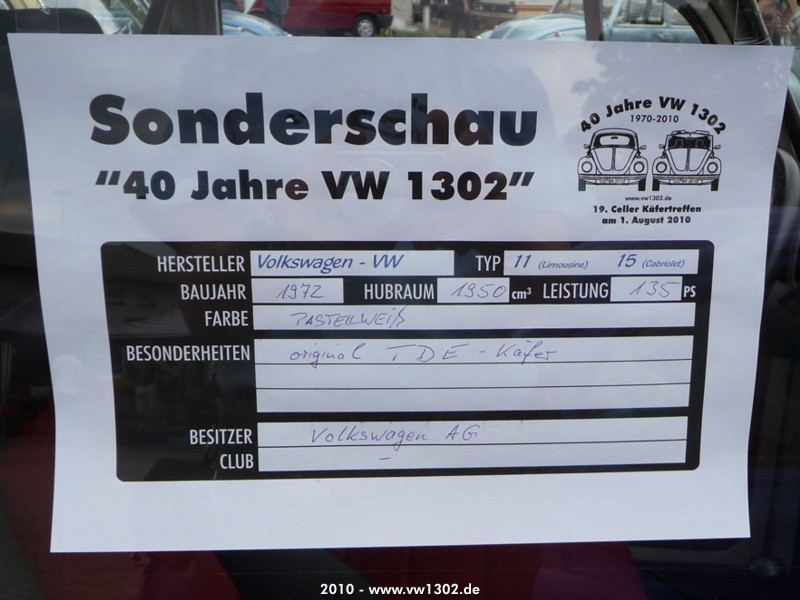 Sonderschau
"40 Jahre VW 1302"
40 Jahre VW 1302
1970-2010
www.vw1302.de
19. Celler Käfertreffen
am 1. August 2010
HERSTELLER Volkswagen - VW TYP 11 (Limousine) 15 (Cabriolet)
BAUJAHR 1972 HUBRAUM 1950 cm³ LEISTUNG 135 PS
FARBE PASTELLWEIß
BESONDERHEITEN original TDE - Käfer
BESITZER Volkswagen AG
CLUB -
2010 - www.vw1302.de